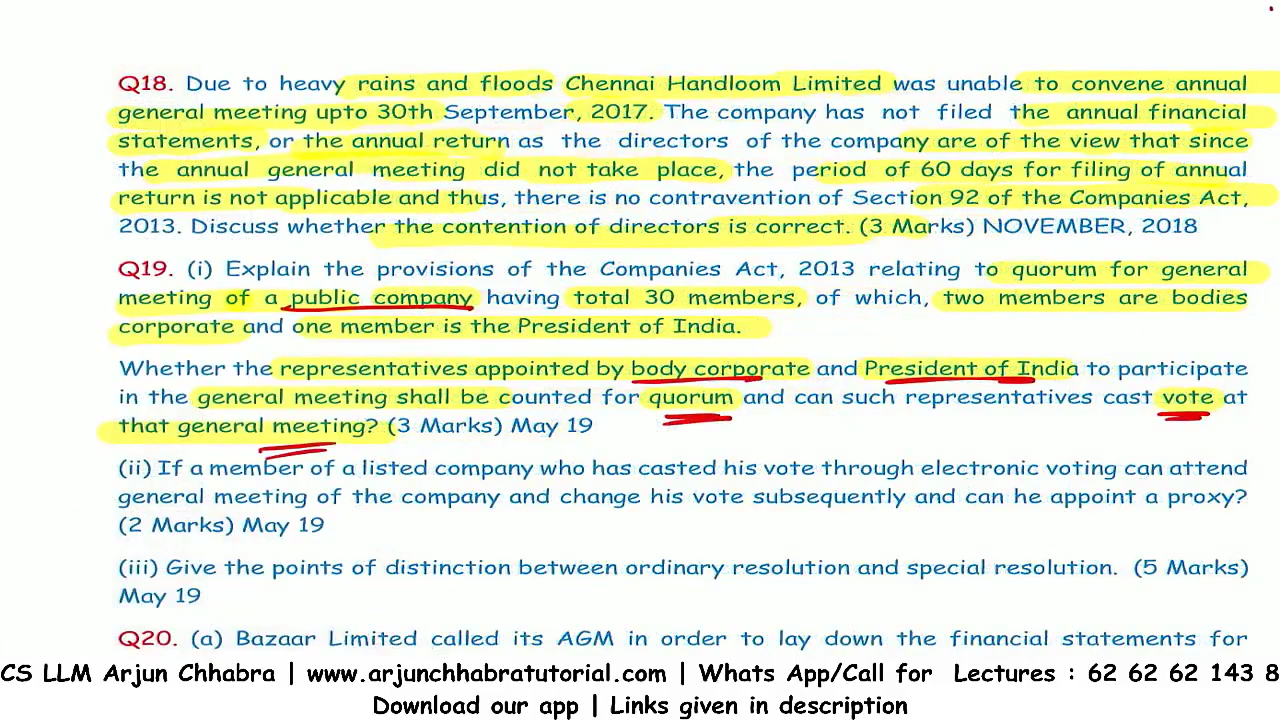 Q18. Due to heavy rains and floods Chennai Handloom Limited was unable to convene annual
general meeting upto 30th September, 2017. The company has not filed the annual financial
statements, or the annual return as the directors of the company are of the view that since
the annual general meeting did not take place, the period of 60 days for filing of annual
return is not applicable and thus, there is no contravention of Section 92 of the Companies Act,
2013. Discuss whether the contention of directors is correct. (3 Marks) NOVEMBER, 2018
Q19. (i) Explain the provisions of the Companies Act, 2013 relating to quorum for general
meeting of a public company having total 30 members, of which, two members are bodies
corporate and one member is the President of India.
Whether the representatives appointed by body corporate and President of India to participate
in the general meeting shall be counted for quorum and can such representatives cast vote at
that general meeting? (3 Marks) May 19
(ii) If a member of a listed company who has casted his vote through electronic voting can attend
general meeting of the company and change his vote subsequently and can he appoint a proxy?
(2 Marks) May 19
(iii) Give the points of distinction between ordinary resolution and special resolution. (5 Marks)
May 19
Q20. (a) Bazaar Limited called its AGM in order to lay down the financial statements for
CS LLM Arjun Chhabra | www.arjunchhabratutorial.com | Whats App/Call for Lectures : 62 62 62 143 8
Download our app | Links given in description